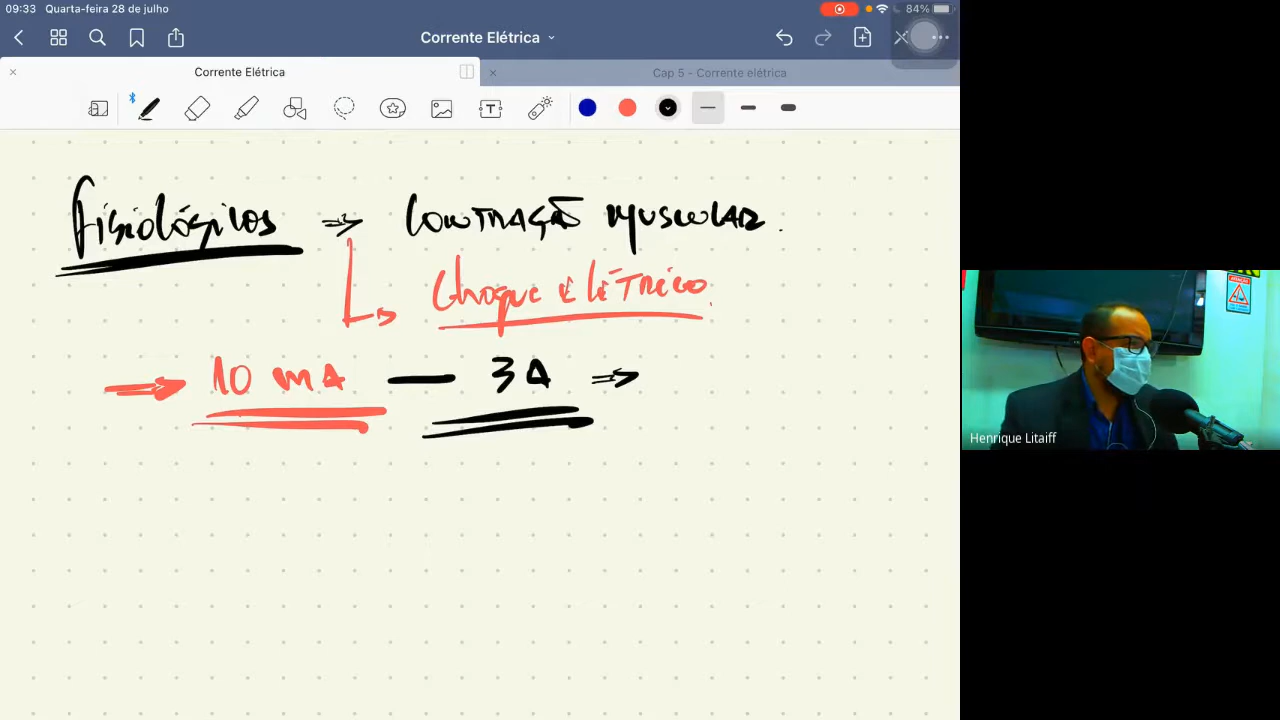 09:33 Quarta-feira 28 de julho 84%
Corrente Elétrica
Corrente Elétrica Cap 5 - Corrente elétrica
T
Fisiológicos ⇒ Contração muscular.
↳ Choque elétrico.
⇒ 10 mA — 3A ⇒
Henrique Litaiff